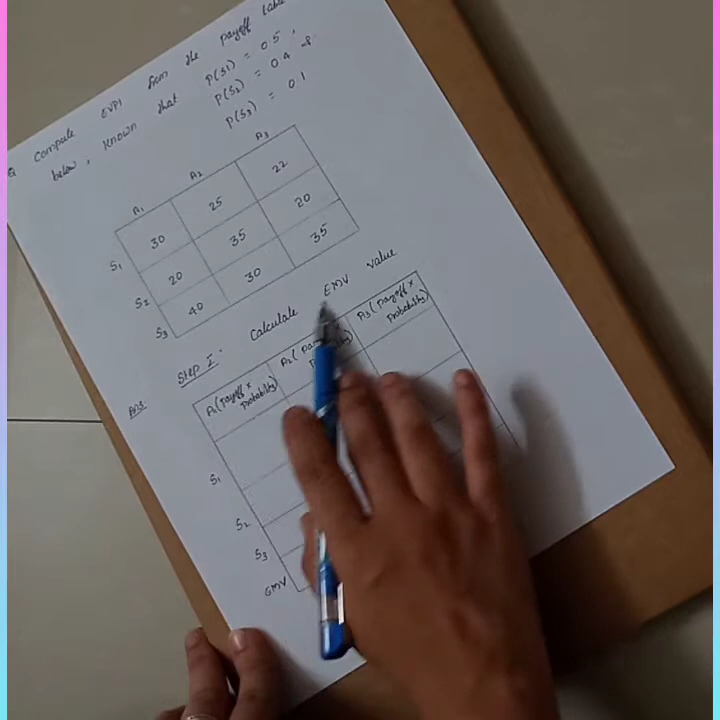 Q Compute EVPI from the payoff table
below, known that P(S1) = 0.5,
P(S2) = 0.4 &
P(S3) = 0.1
A1 A2 A3
S1 30 25 22
S2 20 35 20
S3 40 30 35
Ans: Step I: Calculate EMV value
A1 (Payoff × Probability) A2 ( A3 (Payoff × Probability)
S1
S2
S3
EMV